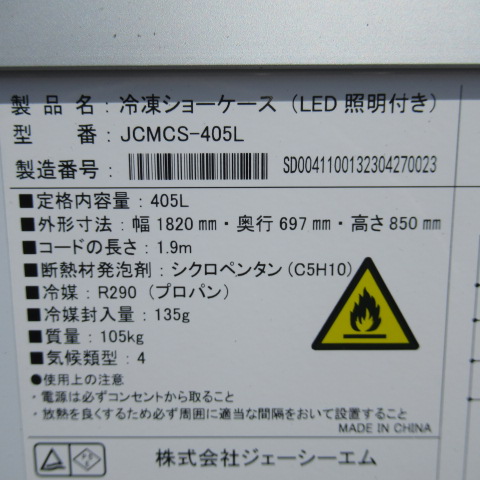 製品名：冷凍ショーケース（LED 照明付き）
型番：JCMCS-405L
製造番号：SD0041100132304270023
■定格内容量：405L
■外形寸法：幅 1820 mm・奥行 697 mm・高さ 850 mm
■コードの長さ：1.9m
■断熱材発泡剤：シクロペンタン（C5H10）
■冷媒：R290（プロパン）
■冷媒封入量：135g
■質量：105kg
■気候類型：4
●使用上の注意
・電源は必ずコンセントから取ること
・放熱を良くするため必ず周囲に適当な間隔をおいて設置すること
MADE IN CHINA
株式会社ジェーシーエム